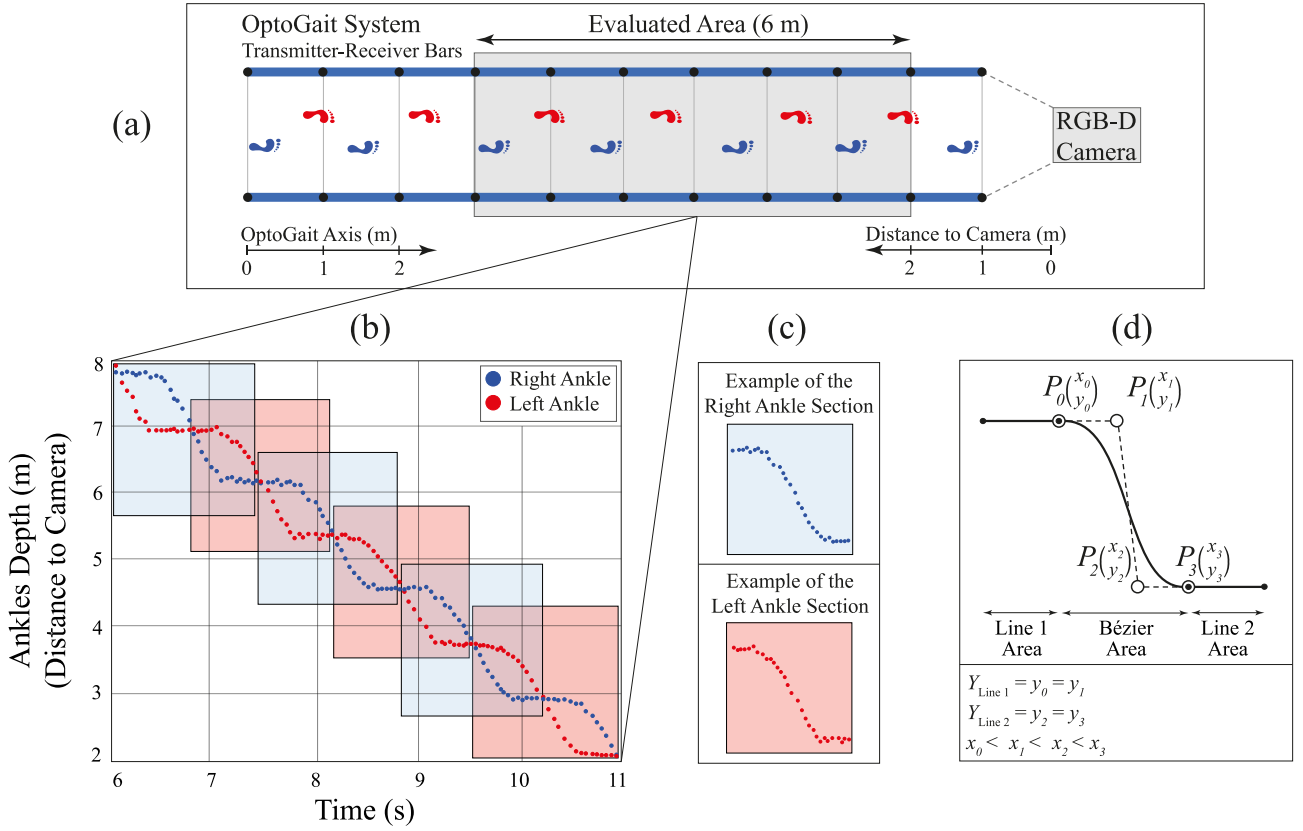 OptoGait System
Transmitter-Receiver Bars
Evaluated Area (6 m)
(a)
RGB-D
Camera
OptoGait Axis (m)
0 1 2
Distance to Camera (m)
2 1 0
(b)
Right Ankle
Left Ankle
Ankles Depth (m)
(Distance to Camera)
8
7
6
5
4
3
2
6 7 8 9 10 11
Time (s)
(c)
Example of the
Right Ankle Section
Example of the
Left Ankle Section
(d)
P₀(x₀ y₀) P₁(x₁ y₁)
P₂(x₂ y₂) P₃(x₃ y₃)
Line 1 Area
Bézier Area
Line 2 Area
Y Line 1 = y₀ = y₁
Y Line 2 = y₂ = y₃
x₀ < x₁ < x₂ < x₃